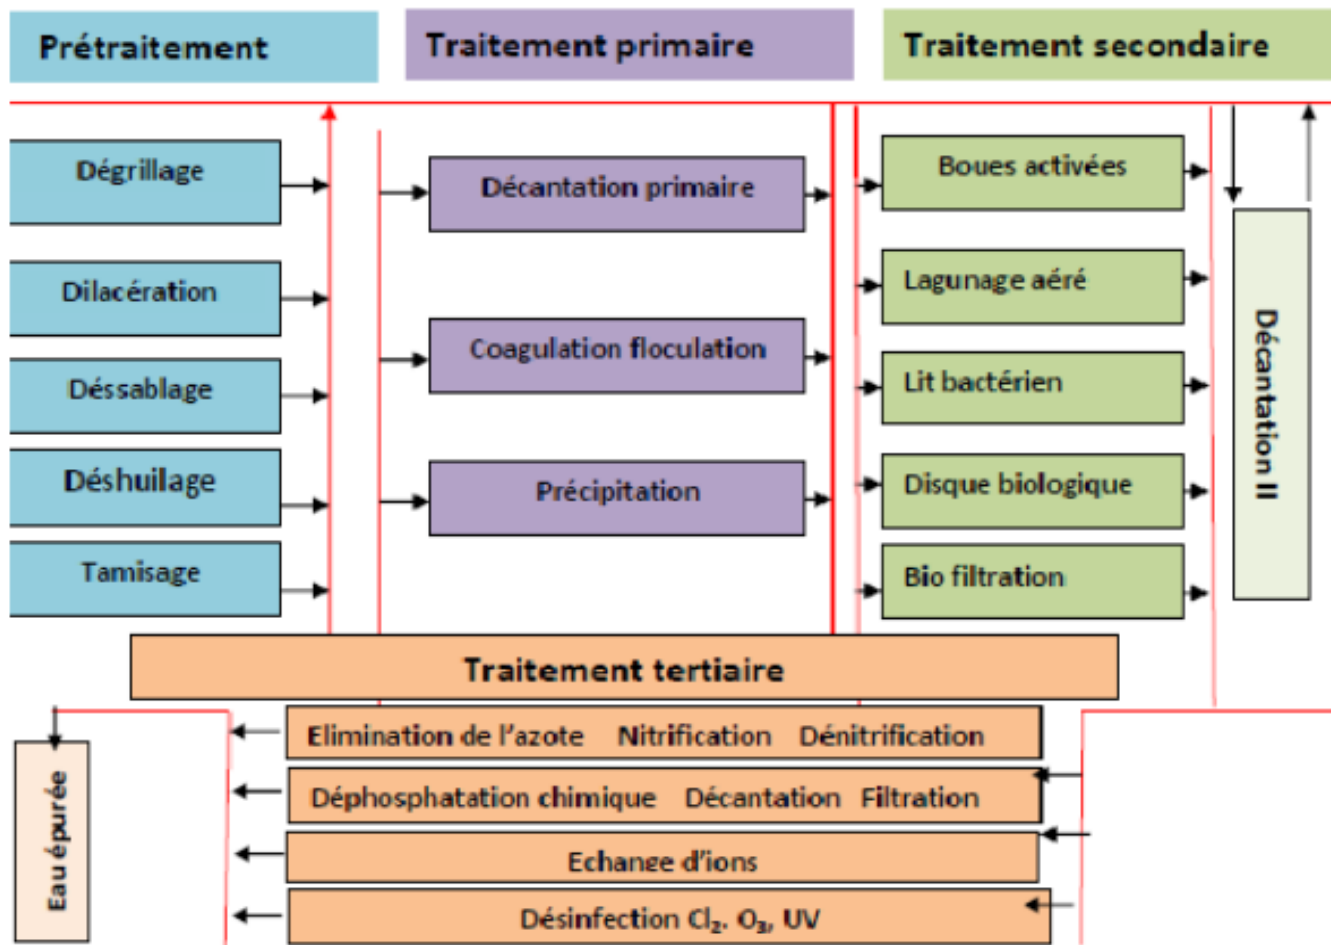 Prétraitement
Traitement primaire
Traitement secondaire
Dégrillage
Dilacération
Déssablage
Déshuilage
Tamisage
Décantation primaire
Coagulation floculation
Précipitation
Boues activées
Lagunage aéré
Lit bactérien
Disque biologique
Bio filtration
Décantation II
Traitement tertiaire
Elimination de l'azote Nitrification Dénitrification
Déphosphatation chimique Décantation Filtration
Echange d'ions
Désinfection Cl₂. O₃, UV
Eau épurée